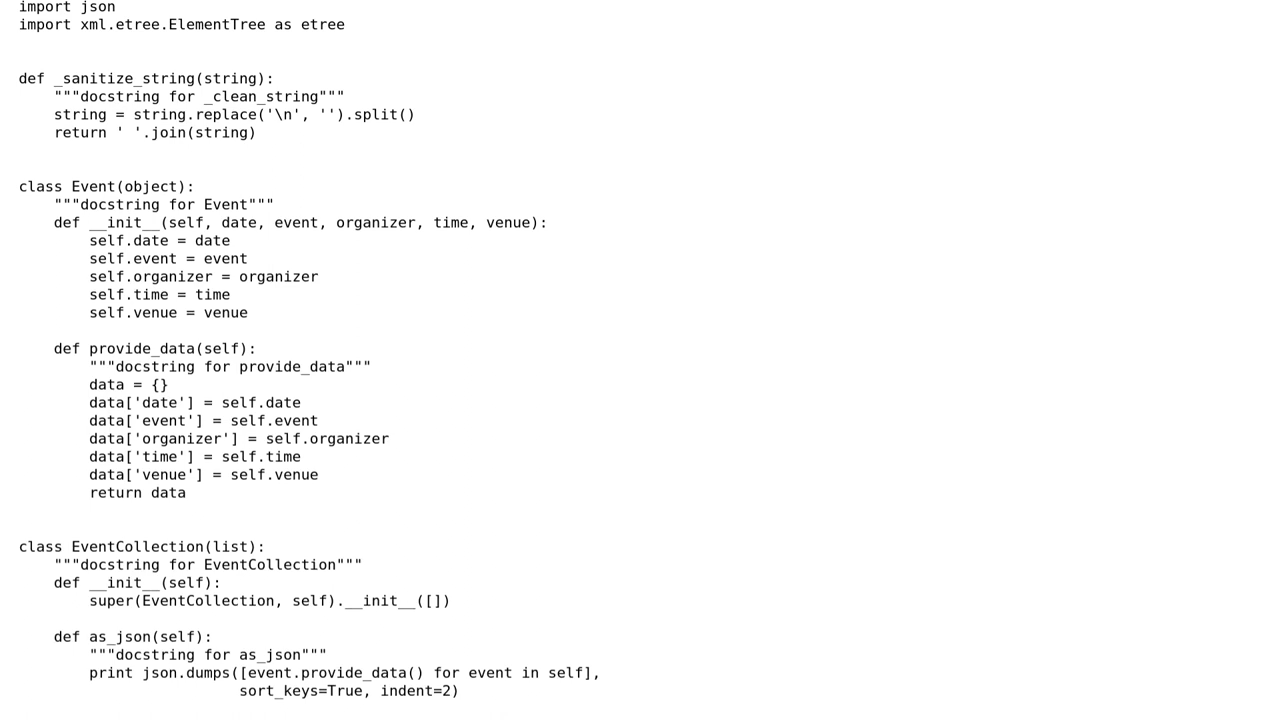 import json
import xml.etree.ElementTree as etree


def _sanitize_string(string):
    """docstring for _clean_string"""
    string = string.replace('\n', '').split()
    return ' '.join(string)


class Event(object):
    """docstring for Event"""
    def __init__(self, date, event, organizer, time, venue):
        self.date = date
        self.event = event
        self.organizer = organizer
        self.time = time
        self.venue = venue

    def provide_data(self):
        """docstring for provide_data"""
        data = {}
        data['date'] = self.date
        data['event'] = self.event
        data['organizer'] = self.organizer
        data['time'] = self.time
        data['venue'] = self.venue
        return data


class EventCollection(list):
    """docstring for EventCollection"""
    def __init__(self):
        super(EventCollection, self).__init__([])

    def as_json(self):
        """docstring for as_json"""
        print json.dumps([event.provide_data() for event in self],
                         sort_keys=True, indent=2)